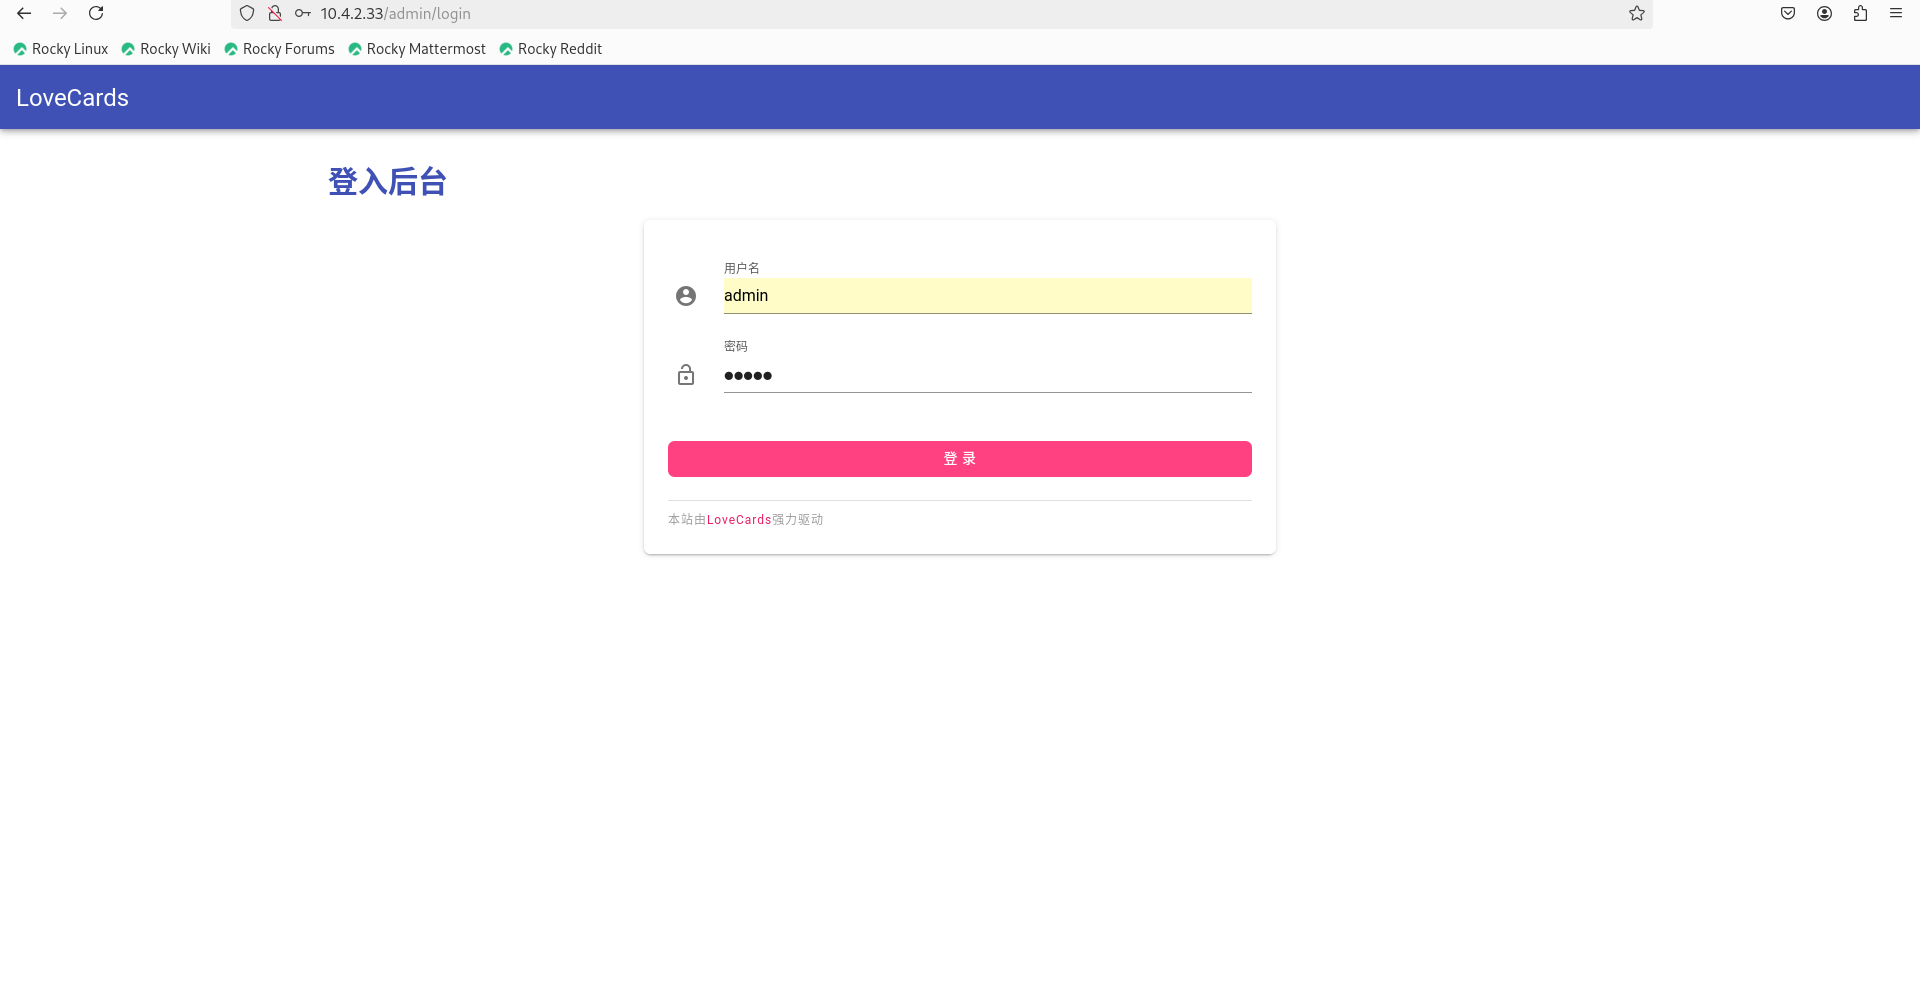 10.4.2.33/admin/login
Rocky Linux Rocky Wiki Rocky Forums Rocky Mattermost Rocky Reddit
LoveCards
登入后台
用户名
admin
密码
●●●●●
登录
本站由LoveCards强力驱动